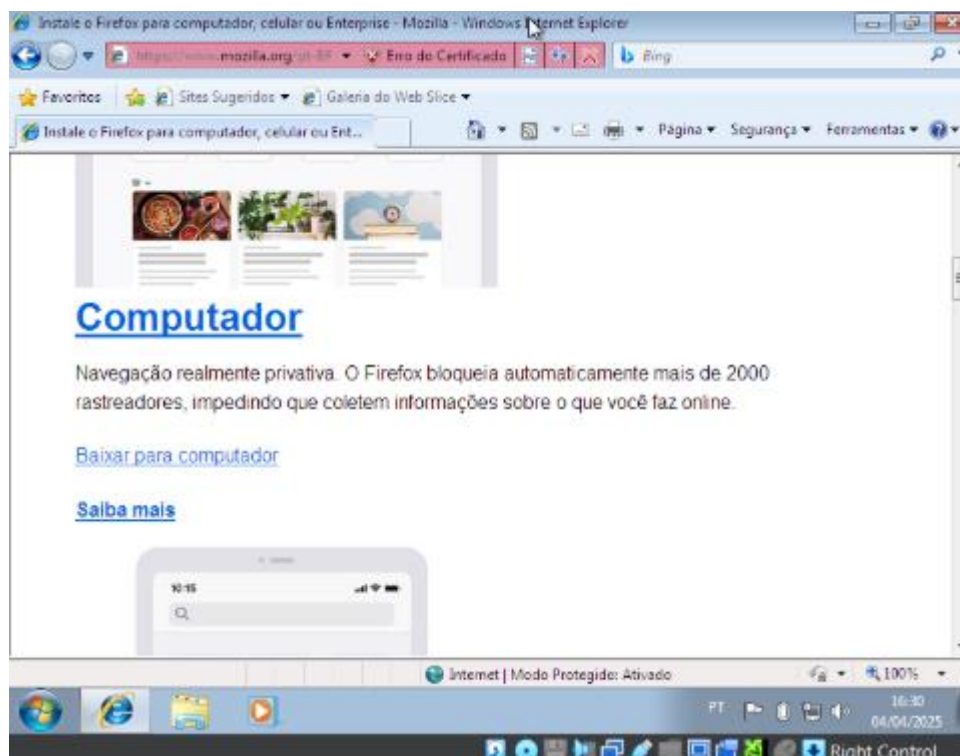 Instale o Firefox para computador, celular ou Enterprise - Mozilla - Windows Internet Explorer
mozilla.org Erro do Certificado Bing
Favoritos Sites Sugeridos Galeria do Web Slice
Instale o Firefox para computador, celular ou Ent... Página Segurança Ferramentas
Computador
Navegação realmente privativa. O Firefox bloqueia automaticamente mais de 2000
rastreadores, impedindo que coletem informações sobre o que você faz online.
Baixar para computador
Saiba mais
10:15
Internet | Modo Protegido: Ativado 100%
PT 16:30
04/04/2025
Right Control